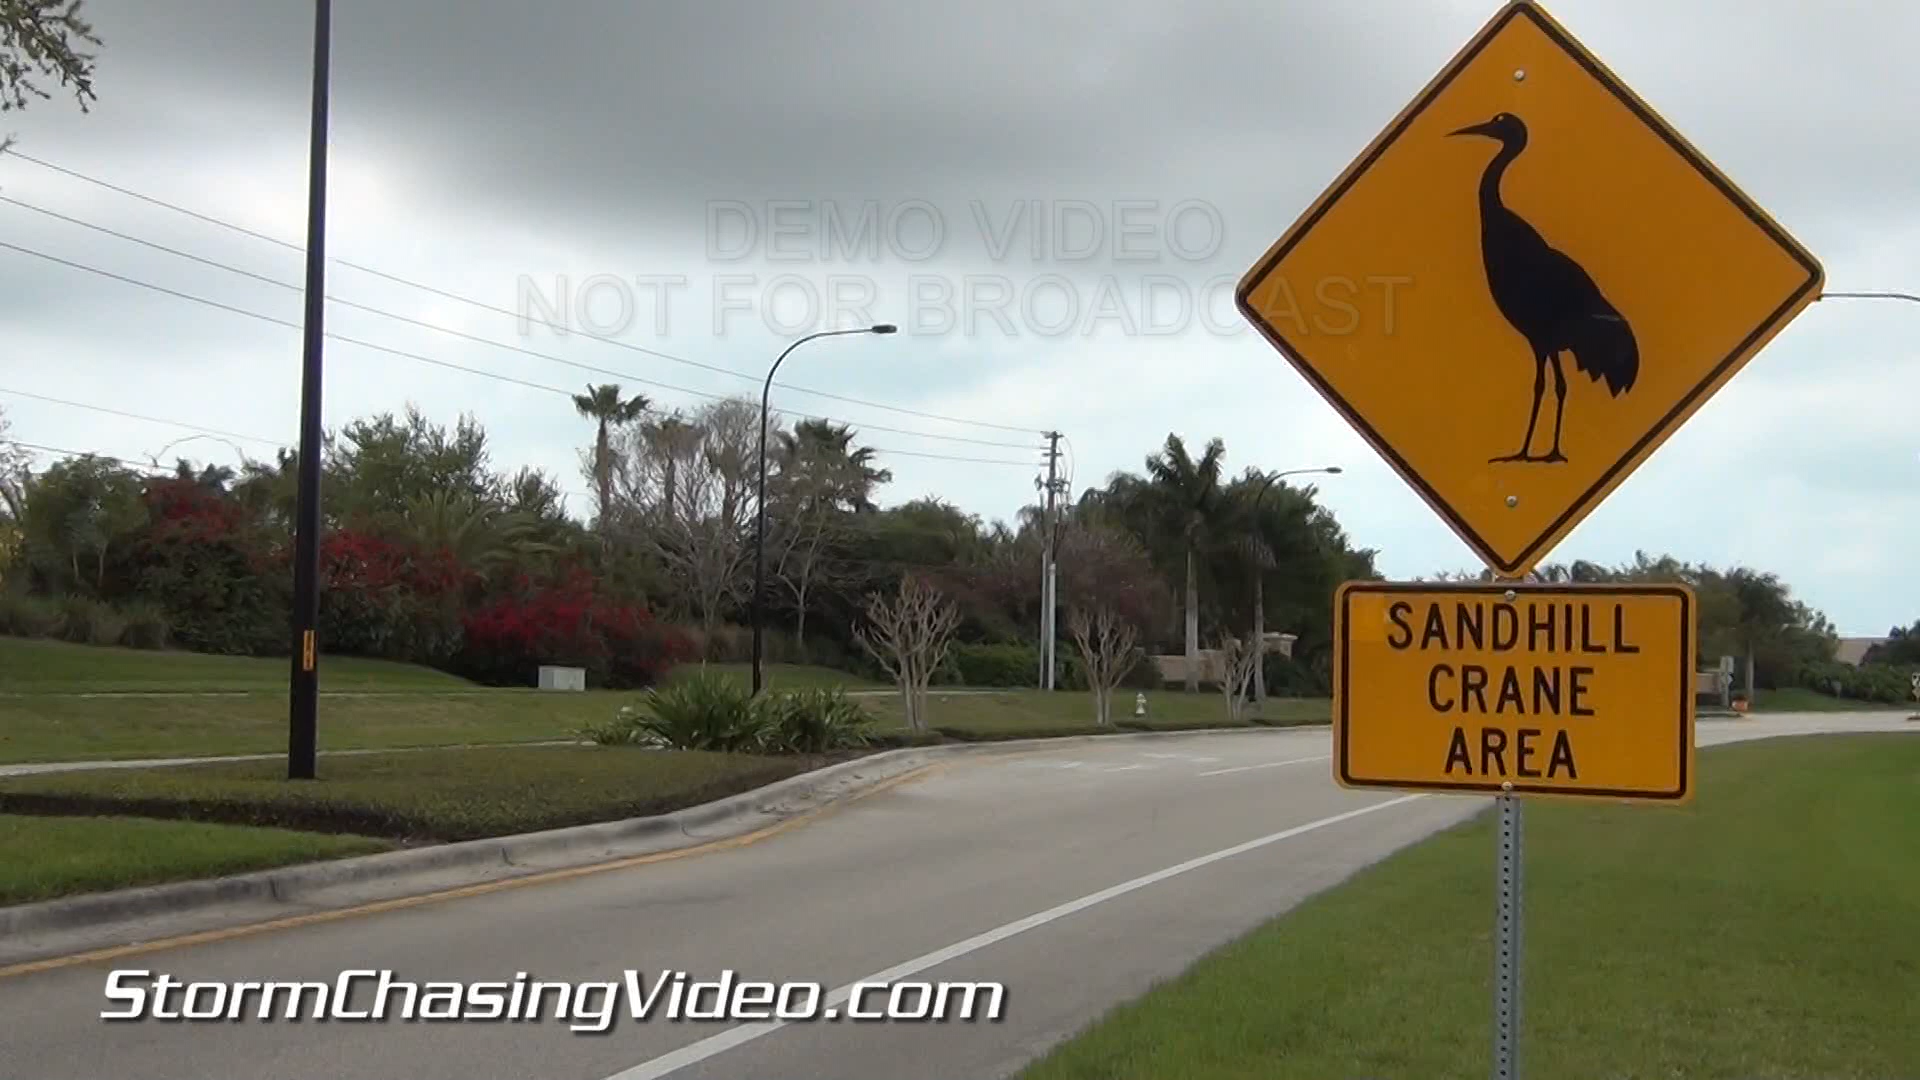 DEMO VIDEO
NOT FOR BROADCAST
SANDHILL
CRANE
AREA
StormChasingVideo.com